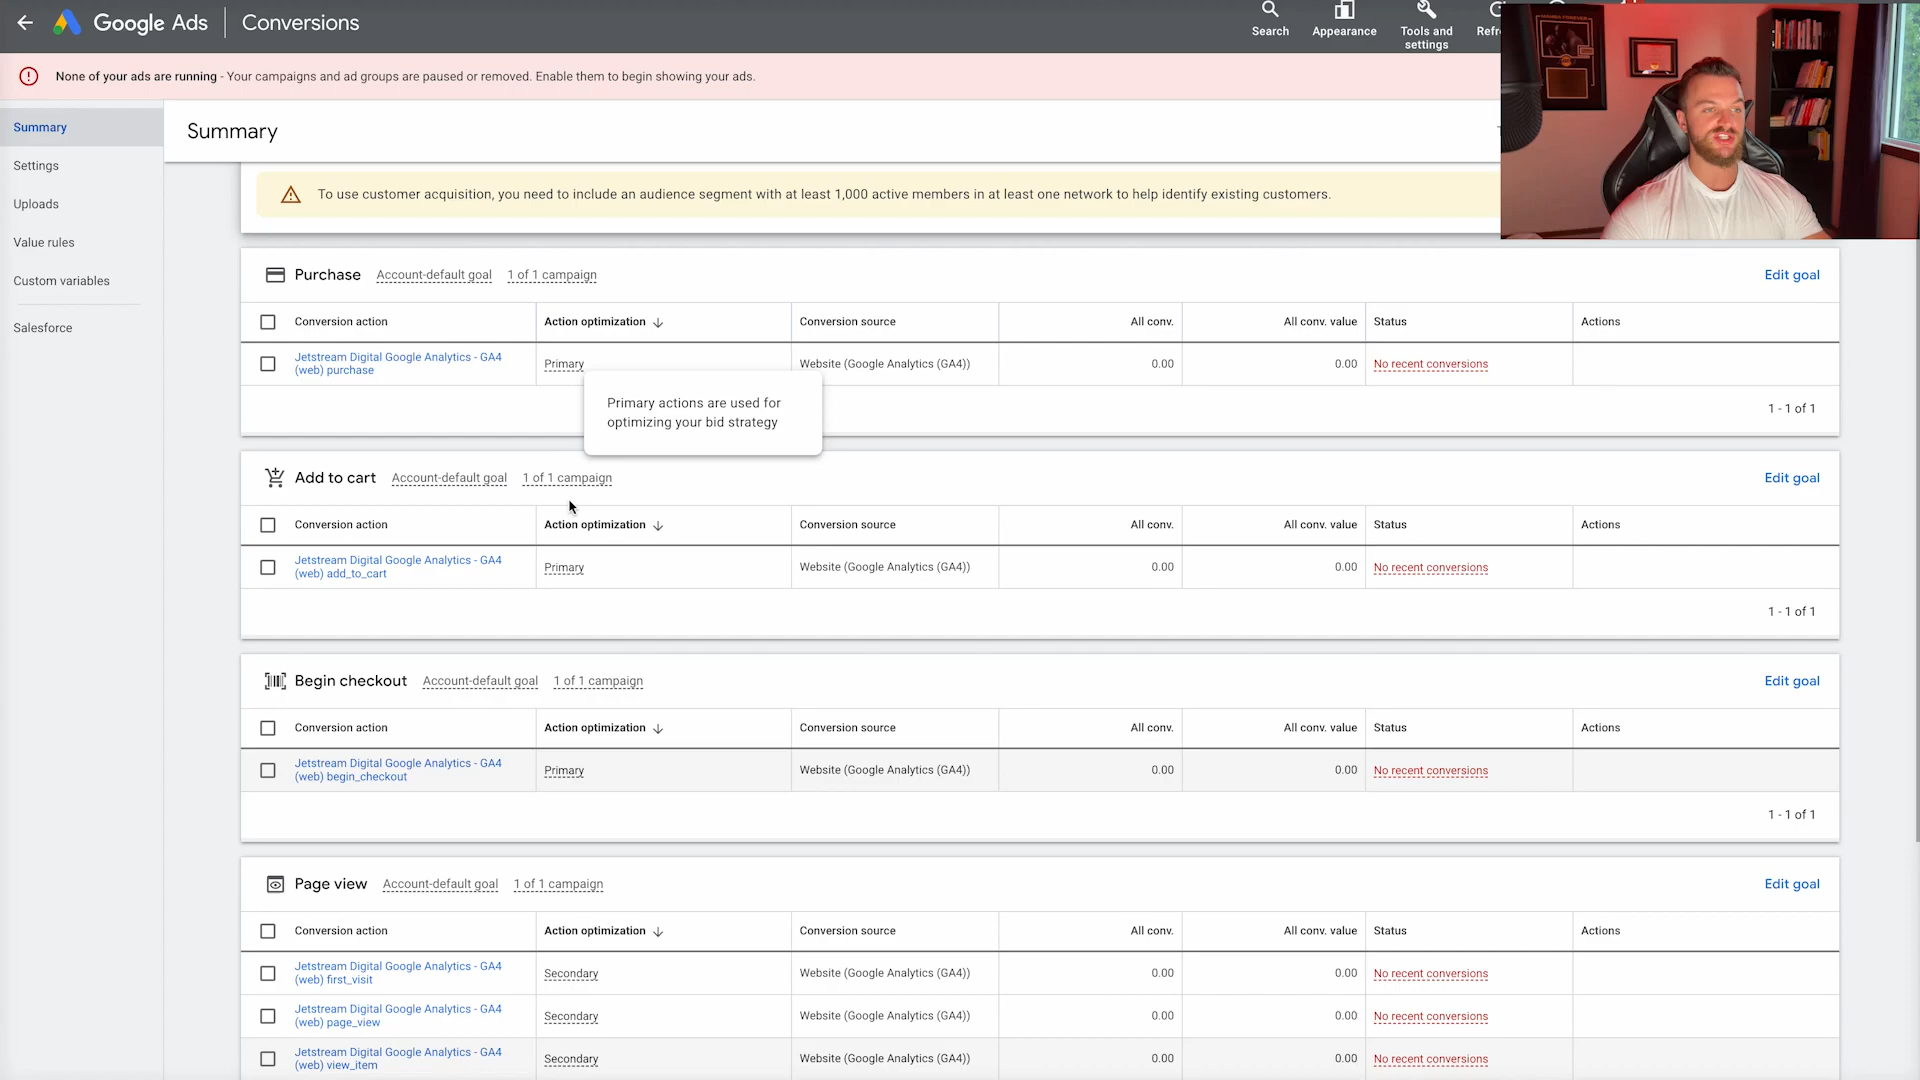 Google Ads
Conversions
Search
Appearance
Tools and
settings
None of your ads are running - Your campaigns and ad groups are paused or removed. Enable them to begin showing your ads.
Summary
Settings
Uploads
Value rules
Custom variables
Salesforce
Summary
To use customer acquisition, you need to include an audience segment with at least 1,000 active members in at least one network to help identify existing customers.
Purchase Account-default goal 1 of 1 campaign Edit goal
Conversion action Action optimization Conversion source All conv. All conv. value Status Actions
Jetstream Digital Google Analytics - GA4
(web) purchase
Primary Website (Google Analytics (GA4)) 0.00 0.00 No recent conversions
Primary actions are used for
optimizing your bid strategy
1 - 1 of 1
Add to cart Account-default goal 1 of 1 campaign Edit goal
Conversion action Action optimization Conversion source All conv. All conv. value Status Actions
Jetstream Digital Google Analytics - GA4
(web) add_to_cart
Primary Website (Google Analytics (GA4)) 0.00 0.00 No recent conversions
1 - 1 of 1
Begin checkout Account-default goal 1 of 1 campaign Edit goal
Conversion action Action optimization Conversion source All conv. All conv. value Status Actions
Jetstream Digital Google Analytics - GA4
(web) begin_checkout
Primary Website (Google Analytics (GA4)) 0.00 0.00 No recent conversions
1 - 1 of 1
Page view Account-default goal 1 of 1 campaign Edit goal
Conversion action Action optimization Conversion source All conv. All conv. value Status Actions
Jetstream Digital Google Analytics - GA4
(web) first_visit
Secondary Website (Google Analytics (GA4)) 0.00 0.00 No recent conversions
Jetstream Digital Google Analytics - GA4
(web) page_view
Secondary Website (Google Analytics (GA4)) 0.00 0.00 No recent conversions
Jetstream Digital Google Analytics - GA4
(web) view_item
Secondary Website (Google Analytics (GA4)) 0.00 0.00 No recent conversions